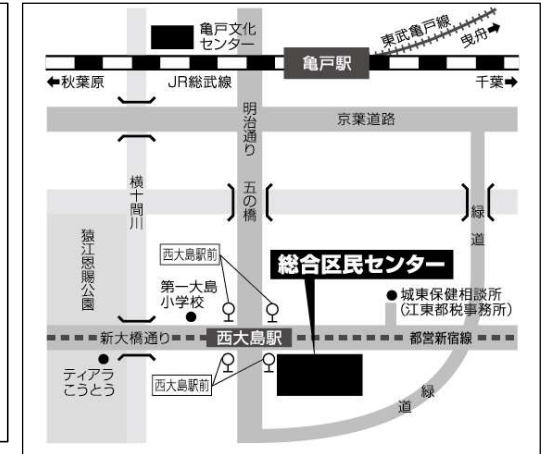 亀戸文化
センター
東武亀戸線
曳舟
亀戸駅
←秋葉原
JR総武線
千葉→
明治通り
京葉道路
横十間川
五の橋
緑道
猿江恩賜公園
西大島駅前
総合区民センター
第一大島
小学校
城東保健相談所
(江東都税事務所)
新大橋通り
西大島駅
都営新宿線
ティアラ
こうとう
西大島駅前
緑道